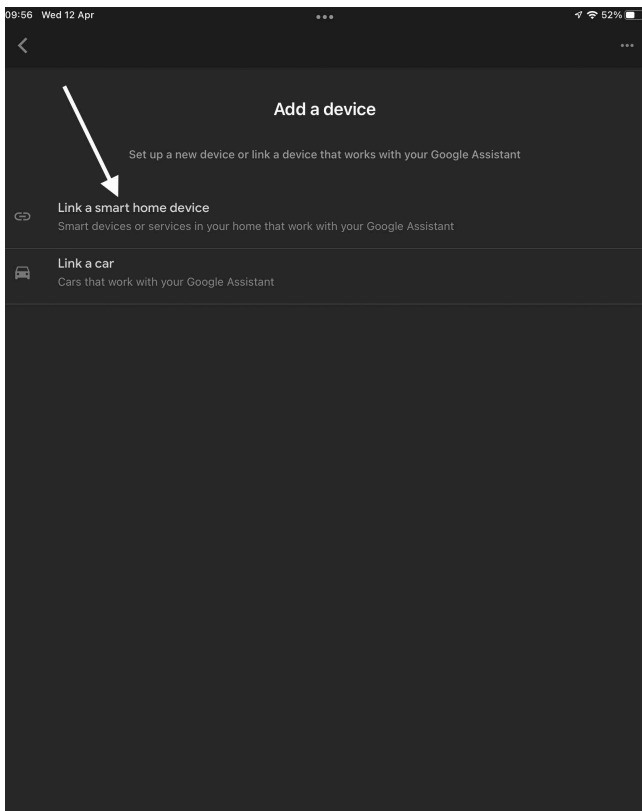 09:56 Wed 12 Apr 52%
Add a device
Set up a new device or link a device that works with your Google Assistant
Link a smart home device
Smart devices or services in your home that work with your Google Assistant
Link a car
Cars that work with your Google Assistant